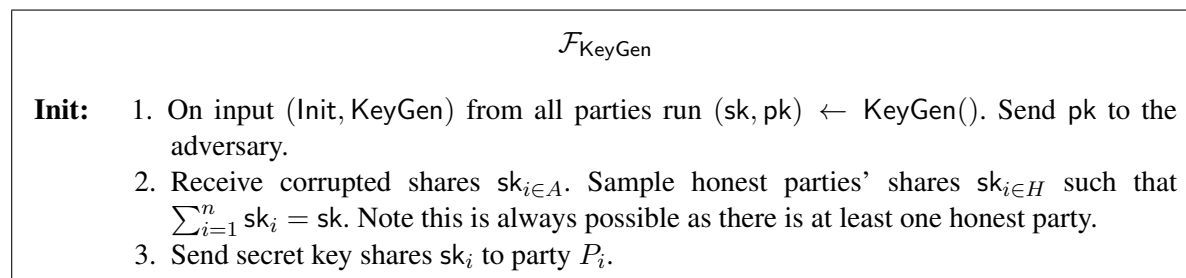 𝓕_KeyGen
Init: 1. On input (Init, KeyGen) from all parties run (sk, pk) ← KeyGen(). Send pk to the
adversary.
2. Receive corrupted shares sk_{i∈A}. Sample honest parties' shares sk_{i∈H} such that
∑_{i=1}^{n} sk_i = sk. Note this is always possible as there is at least one honest party.
3. Send secret key shares sk_i to party P_i.